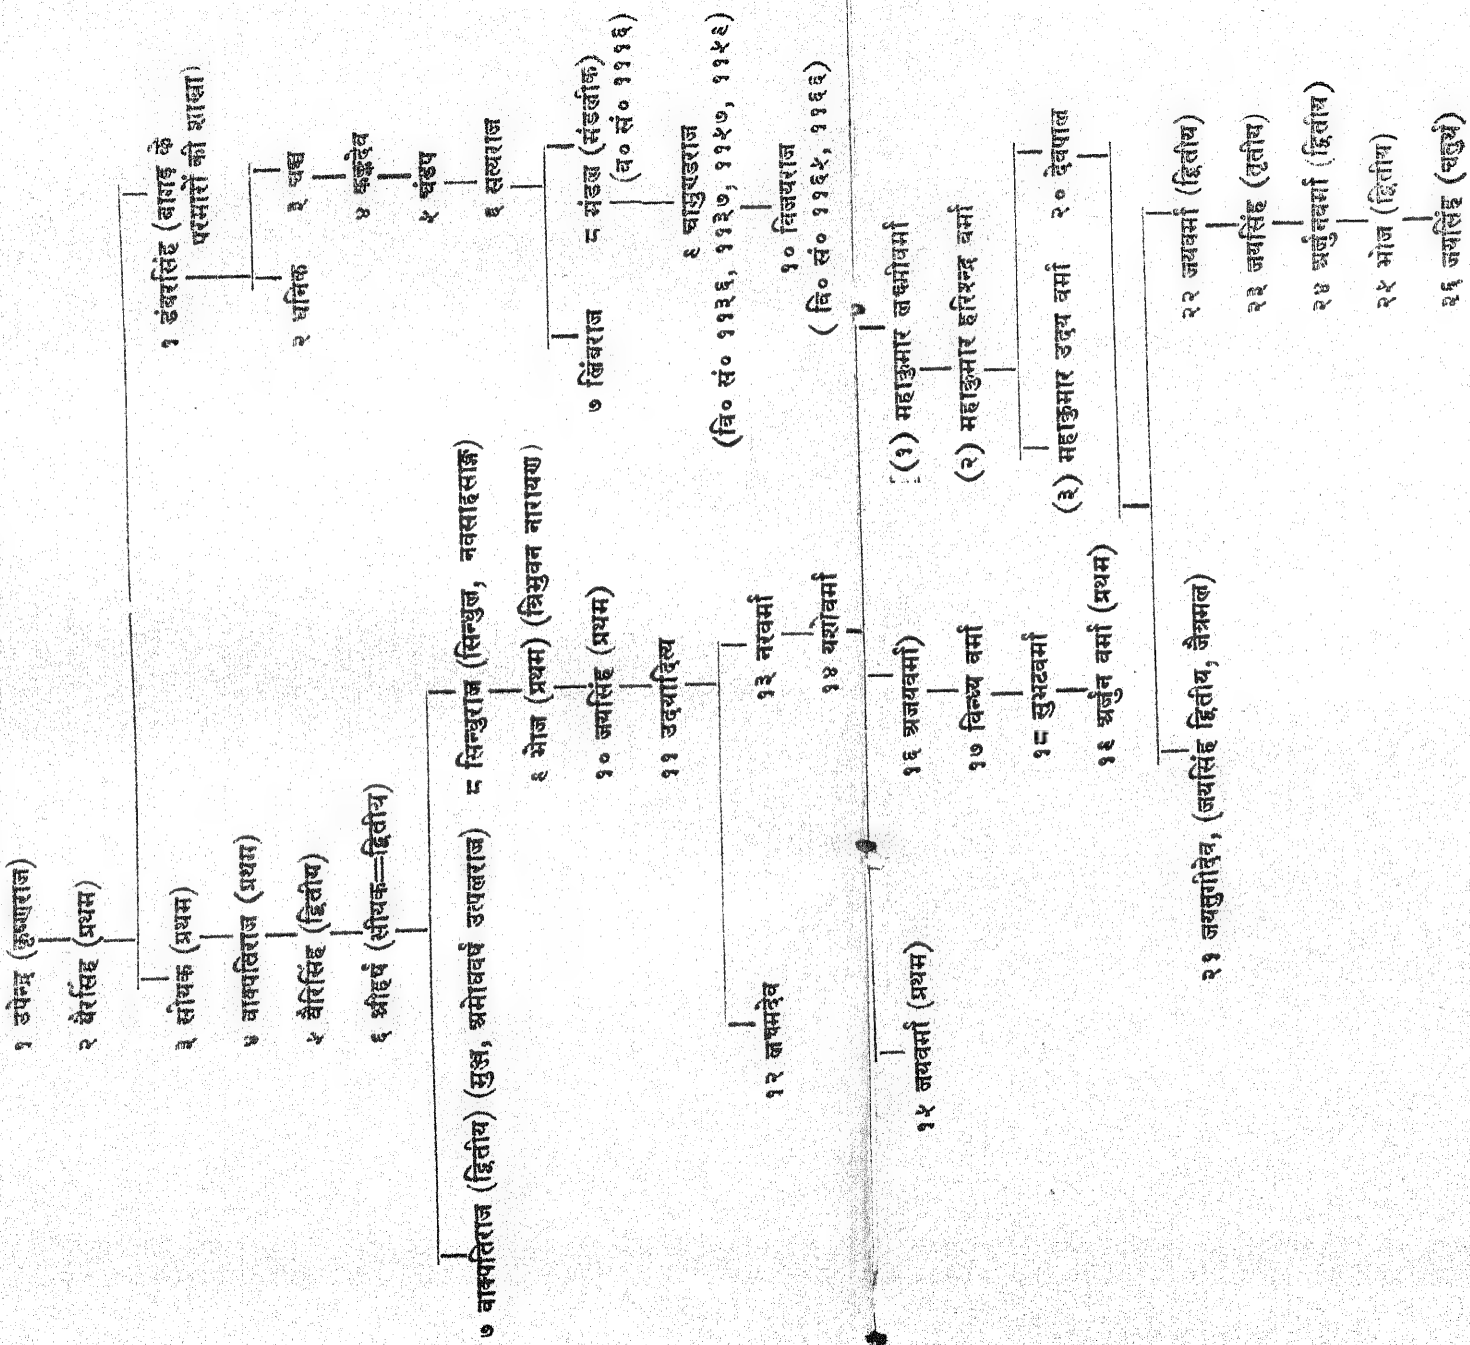 १ उपेन्द्र (कृष्णराज)
२ बैरसिंह (प्रथम)
३ सीयक (प्रथम)
४ वाक्पतिराज (प्रथम)
५ वैरिसिंह (द्वितीय)
६ श्रीहर्ष (सीयक=द्वितीय)
७ वाक्पतिराज (द्वितीय) (मुञ्ज, अमोघवर्ष उत्पलराज)
८ सिन्धुराज (सिन्धुल, नवसाहसाङ्क)
९ भोज (प्रथम) (त्रिभुवन नारायण)
१० जयसिंह (प्रथम)
११ उदयादित्य
१२ लक्ष्मदेव
१३ नरवर्मा
१४ यशोवर्मा
१ डंबरसिंह (बागड़ के
परमारों की शाखा)
२ धनिक
३ चच्च
४ कङ्कदेव
५ चंडप
६ सत्यराज
७ लिंबराज
८ मंडल (मंडलीक)
(व० सं० १११६)
९ चामुण्डराज
(वि० सं० ११३६, ११३७, ११५७, ११५९)
१० विजयराज
( वि० सं० ११६५, ११६६)
१५ जयवर्मा (प्रथम)
१६ अजयवर्मा)
१७ विन्ध्य वर्मा
१८ सुभटवर्मा
१९ अर्जुन वर्मा (प्रथम)
[(१) महाकुमार लक्ष्मीवर्मा
(२) महाकुमार हरिश्चन्द्र वर्मा
(३) महाकुमार उदय वर्मा
२० देवपाल
२१ जयतुगीदेव, (जयसिंह द्वितीय, जैत्रमल)
२२ जयवर्मा (द्वितीय)
२३ जयसिंह (तृतीय)
२४ अर्जुनवर्मा (द्वितीय)
२५ भोज (द्वितीय)
२६ जयसिंह (चतुर्थ)